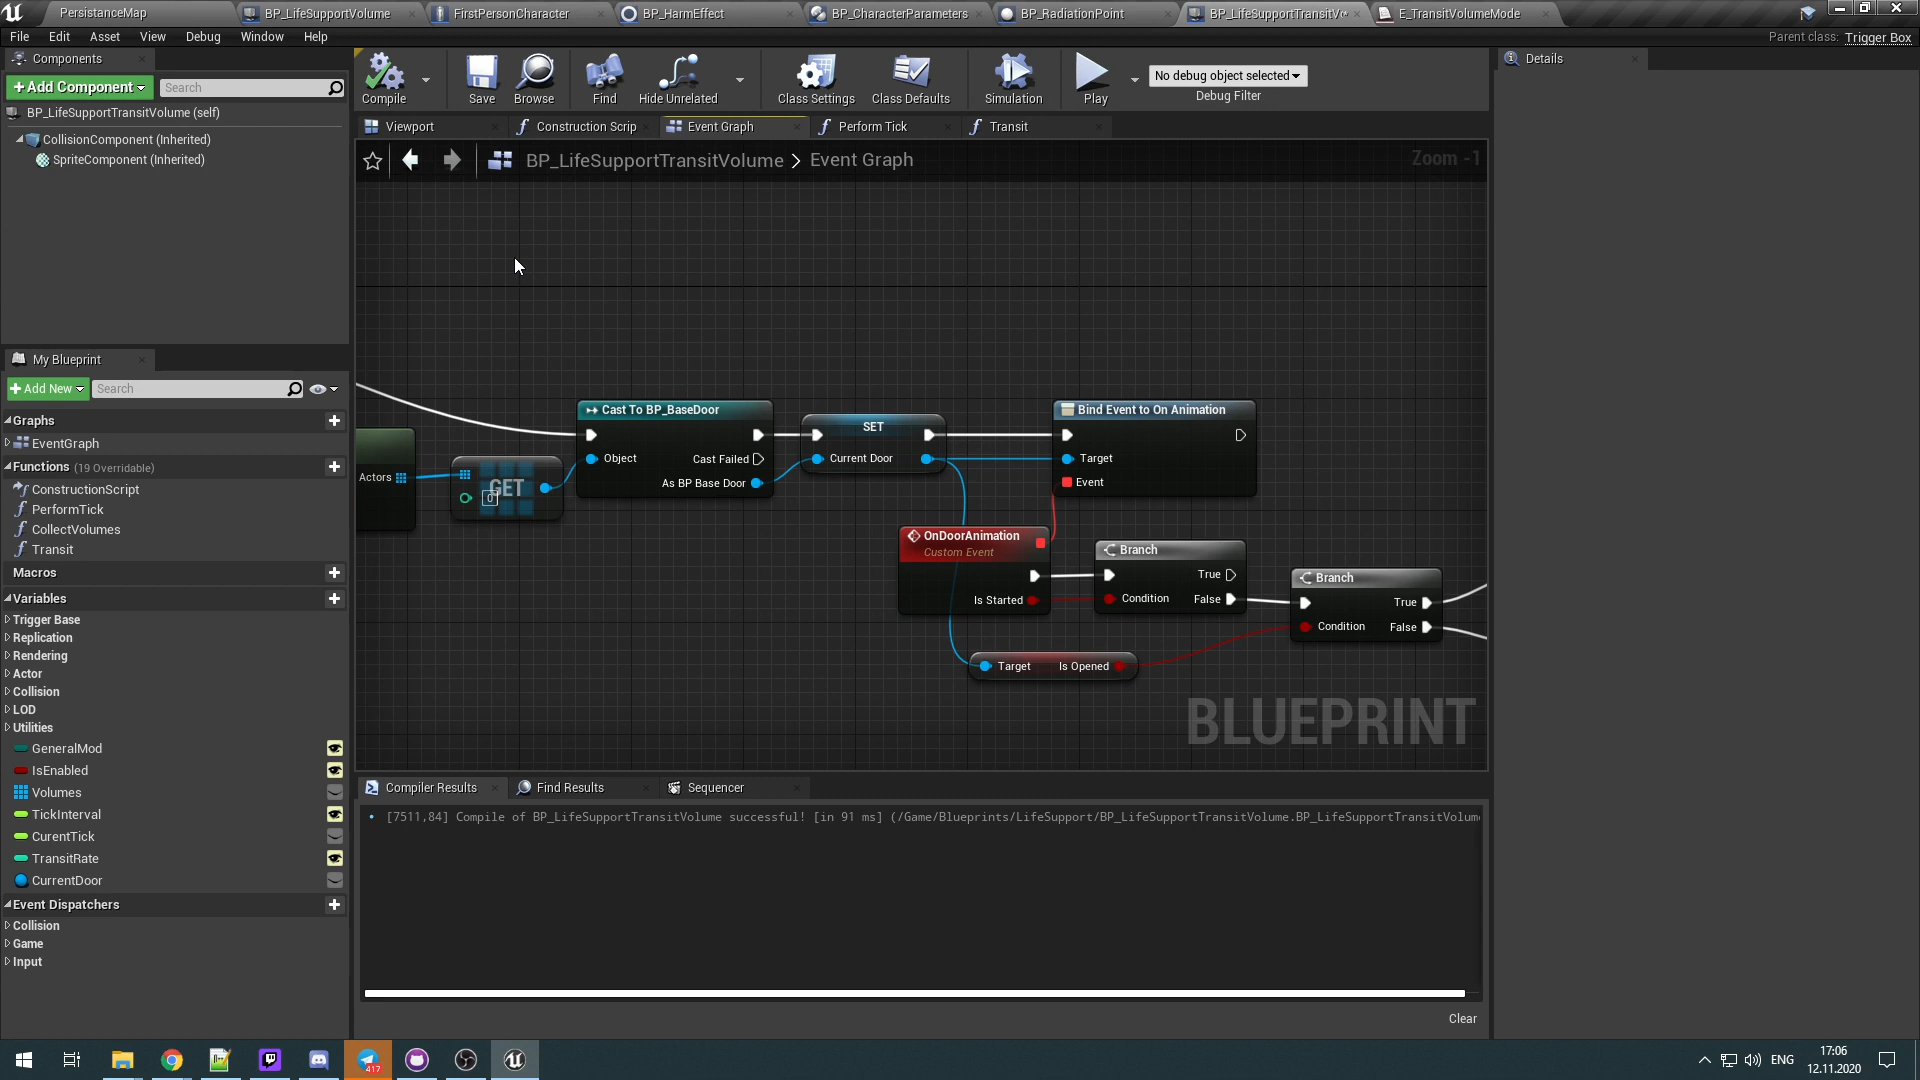 PersistanceMap
BP_LifeSupportVolume
FirstPersonCharacter
BP_HarmEffect
BP_CharacterParameters
BP_RadiationPoint
BP_LifeSupportTransitV
E_TransitVolumeMode
File Edit Asset View Debug Window Help
Parent class: Trigger Box
Components
+ Add Component
Search
BP_LifeSupportTransitVolume (self)
CollisionComponent (Inherited)
SpriteComponent (Inherited)
Compile
Save
Browse
Find
Hide Unrelated
Class Settings
Class Defaults
Simulation
Play
No debug object selected
Debug Filter
Details
Viewport
Construction Scrip
Event Graph
Perform Tick
Transit
BP_LifeSupportTransitVolume > Event Graph
Zoom -1
My Blueprint
+ Add New
Search
Graphs
EventGraph
Functions (19 Overridable)
ConstructionScript
PerformTick
CollectVolumes
Transit
Macros
Variables
Trigger Base
Replication
Rendering
Actor
Collision
LOD
Utilities
GeneralMod
IsEnabled
Volumes
TickInterval
CurentTick
TransitRate
CurrentDoor
Event Dispatchers
Collision
Game
Input
Actors
GET
0
Cast To BP_BaseDoor
Object
Cast Failed
As BP Base Door
SET
Current Door
Bind Event to On Animation
Target
Event
OnDoorAnimation
Custom Event
Is Started
Branch
True
Condition
False
Branch
True
Condition
False
Target
Is Opened
BLUEPRINT
Compiler Results
Find Results
Sequencer
[7511,84] Compile of BP_LifeSupportTransitVolume successful! [in 91 ms] (/Game/Blueprints/LifeSupport/BP_LifeSupportTransitVolume.BP_LifeSupportTransitVolum
Clear
417
ENG
17:06
12.11.2020